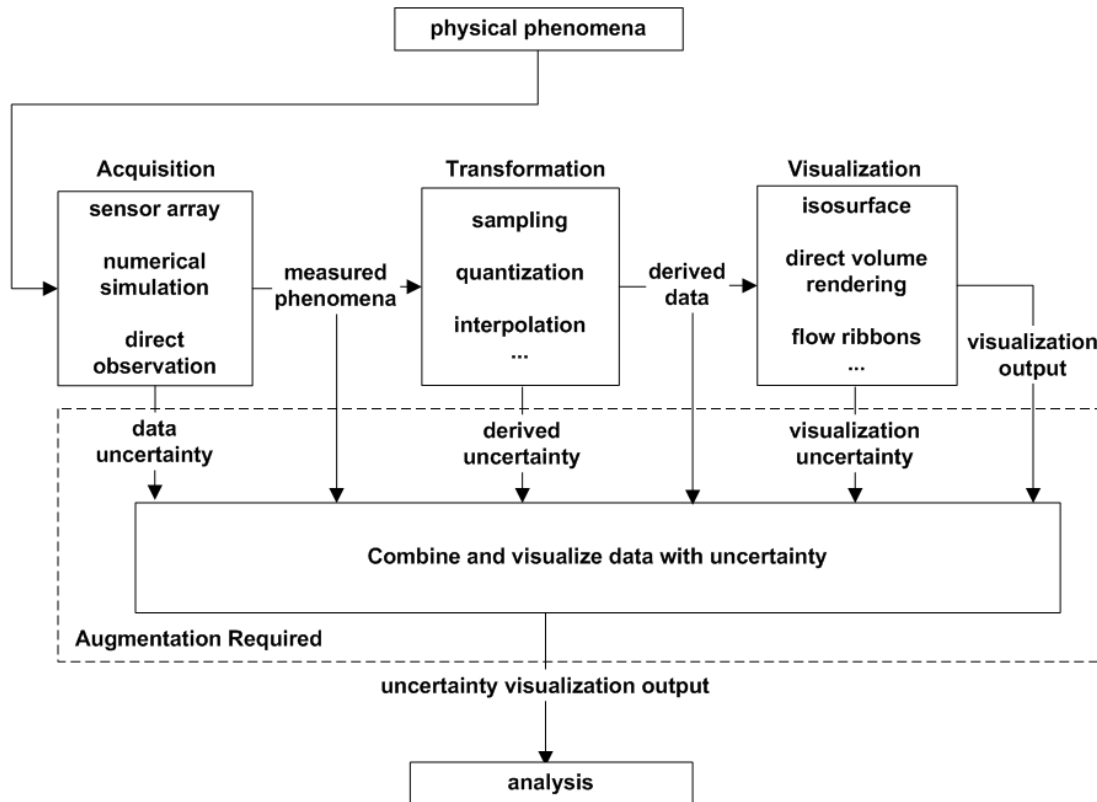 physical phenomena
Acquisition
Transformation
Visualization
sensor array
numerical
simulation
direct
observation
measured
phenomena
sampling
quantization
interpolation
...
derived
data
isosurface
direct volume
rendering
flow ribbons
...
visualization
output
data
uncertainty
derived
uncertainty
visualization
uncertainty
Combine and visualize data with uncertainty
Augmentation Required
uncertainty visualization output
analysis